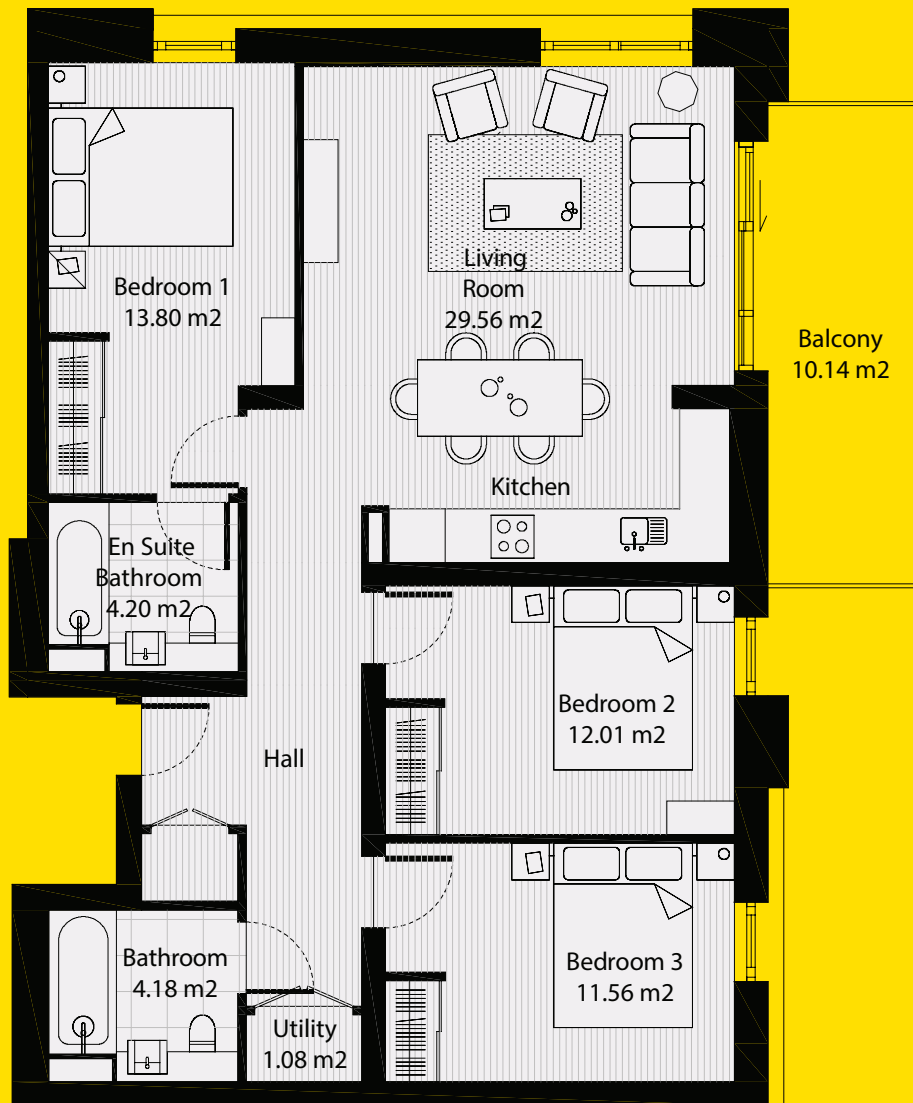 Bedroom 1
13.80 m2
Living
Room
29.56 m2
Balcony
10.14 m2
Kitchen
En Suite
Bathroom
4.20 m2
Bedroom 2
12.01 m2
Hall
Bathroom
4.18 m2
Bedroom 3
11.56 m2
Utility
1.08 m2